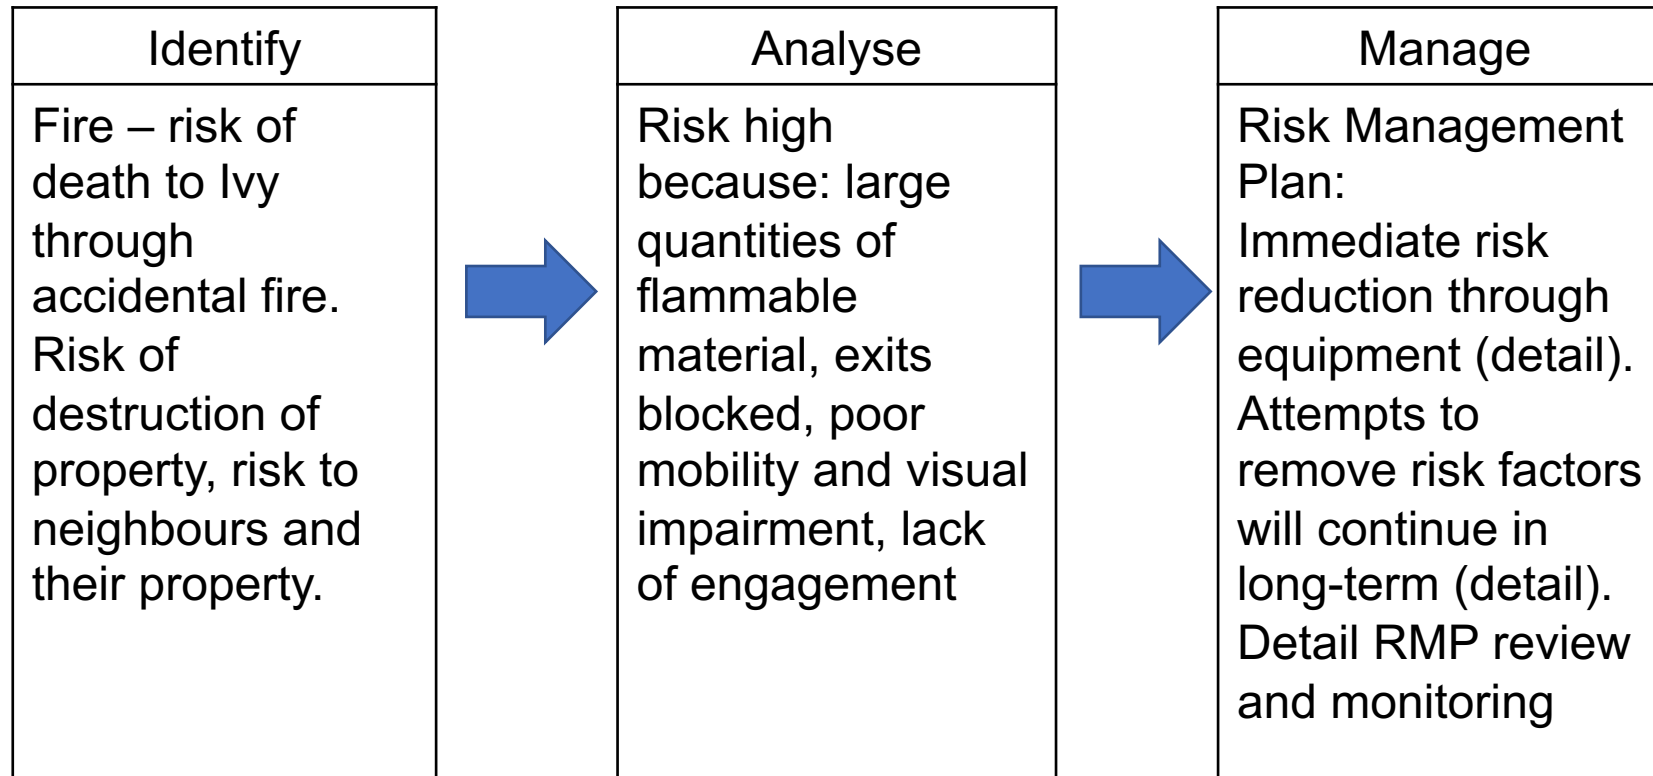 Identify
Fire – risk of
death to Ivy
through
accidental fire.
Risk of
destruction of
property, risk to
neighbours and
their property.
Analyse
Risk high
because: large
quantities of
flammable
material, exits
blocked, poor
mobility and visual
impairment, lack
of engagement
Manage
Risk Management
Plan:
Immediate risk
reduction through
equipment (detail).
Attempts to
remove risk factors
will continue in
long-term (detail).
Detail RMP review
and monitoring